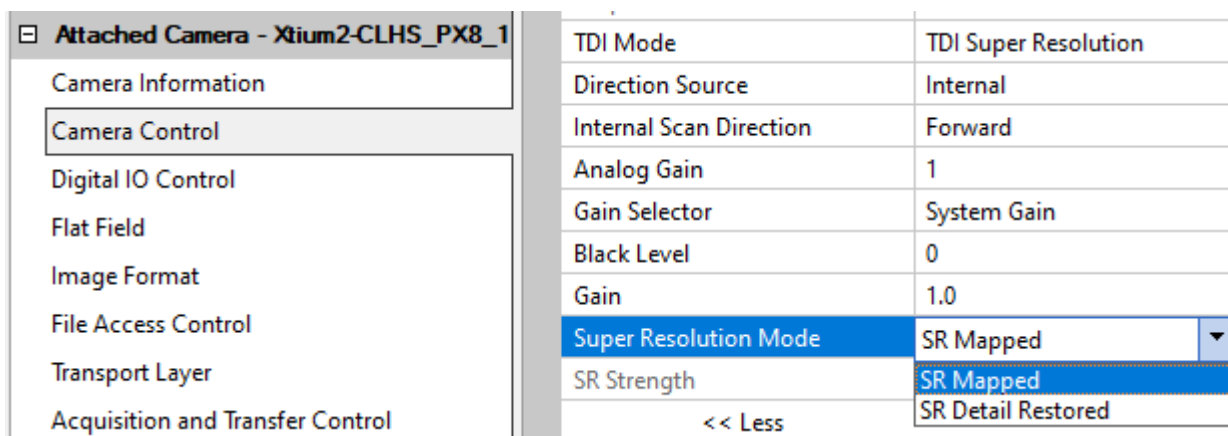 Attached Camera - Xtium2-CLHS_PX8_1
Camera Information
Camera Control
Digital IO Control
Flat Field
Image Format
File Access Control
Transport Layer
Acquisition and Transfer Control
TDI Mode TDI Super Resolution
Direction Source Internal
Internal Scan Direction Forward
Analog Gain 1
Gain Selector System Gain
Black Level 0
Gain 1.0
Super Resolution Mode SR Mapped
SR Strength SR Mapped
SR Detail Restored
<< Less